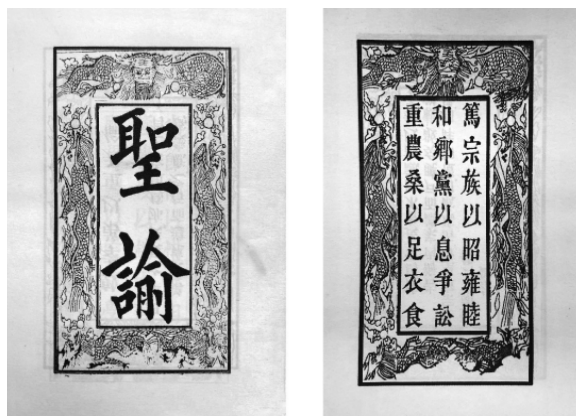 聖諭
篤宗族以昭雍睦
和鄉黨以息爭訟
重農桑以足衣食